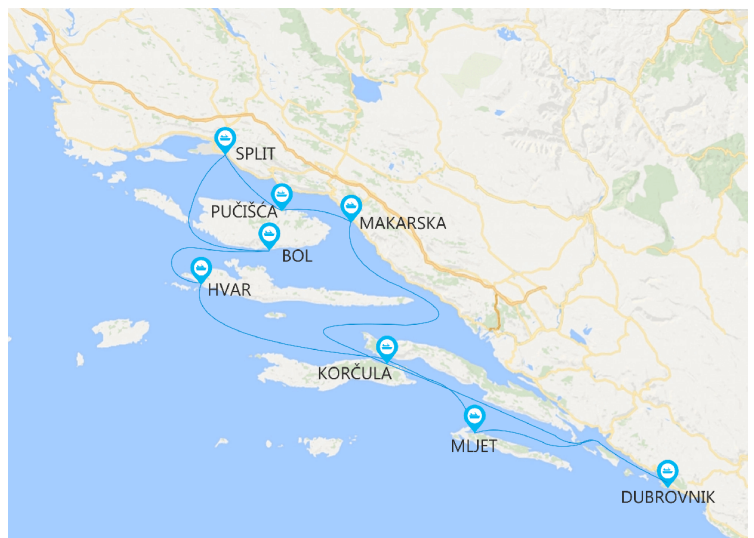 SPLIT
PUČIŠĆA
MAKARSKA
BOL
HVAR
KORČULA
MLJET
DUBROVNIK